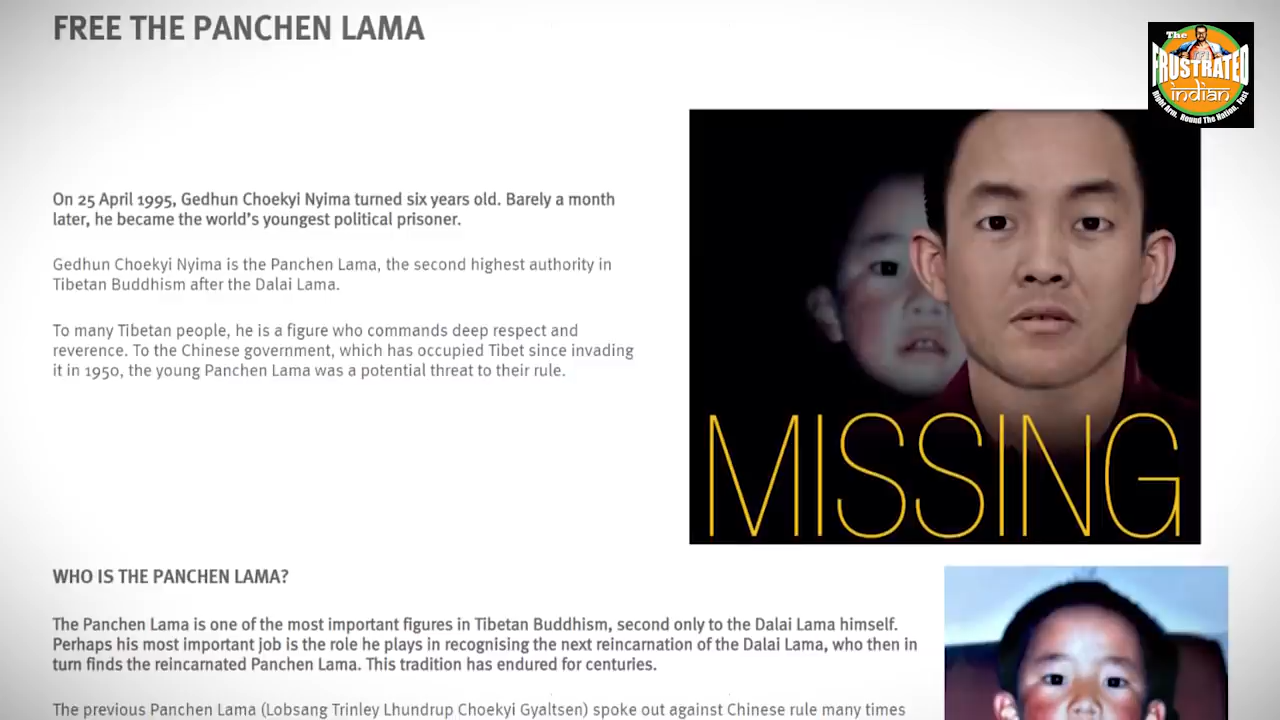 FREE THE PANCHEN LAMA
The
FRUSTRATED
indian
Right Arm, Round The Nation, Fast
On 25 April 1995, Gedhun Choekyi Nyima turned six years old. Barely a month
later, he became the world's youngest political prisoner.
Gedhun Choekyi Nyima is the Panchen Lama, the second highest authority in
Tibetan Buddhism after the Dalai Lama.
To many Tibetan people, he is a figure who commands deep respect and
reverence. To the Chinese government, which has occupied Tibet since invading
it in 1950, the young Panchen Lama was a potential threat to their rule.
MISSING
WHO IS THE PANCHEN LAMA?
The Panchen Lama is one of the most important figures in Tibetan Buddhism, second only to the Dalai Lama himself.
Perhaps his most important job is the role he plays in recognising the next reincarnation of the Dalai Lama, who then in
turn finds the reincarnated Panchen Lama. This tradition has endured for centuries.
The previous Panchen Lama (Lobsang Trinley Lhundrup Choekyi Gyaltsen) spoke out against Chinese rule many times